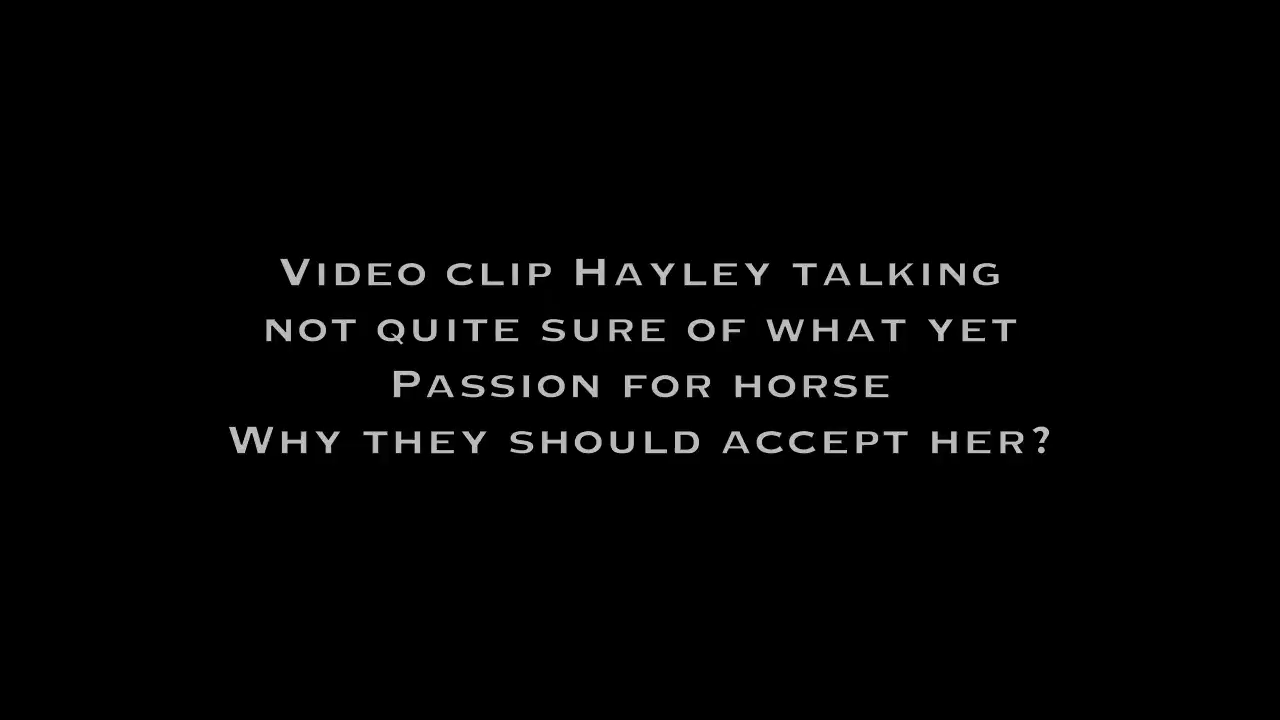 Video clip Hayley talking
not quite sure of what yet
Passion for horse
Why they should accept her?